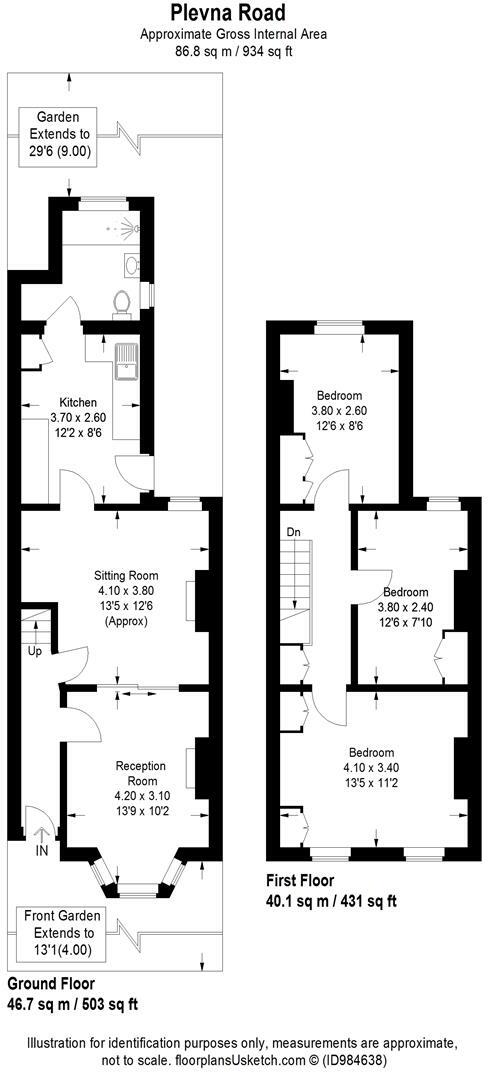 Plevna Road
Approximate Gross Internal Area
86.8 sq m / 934 sq ft
Garden
Extends to
29'6 (9.00)
Kitchen
3.70 x 2.60
12'2 x 8'6
Bedroom
3.80 x 2.60
12'6 x 8'6
Sitting Room
4.10 x 3.80
13'5 x 12'6
(Approx)
Up
Dn
Bedroom
3.80 x 2.40
12'6 x 7'10
Reception
Room
4.20 x 3.10
13'9 x 10'2
Bedroom
4.10 x 3.40
13'5 x 11'2
IN
Front Garden
Extends to
13'1(4.00)
First Floor
40.1 sq m / 431 sq ft
Ground Floor
46.7 sq m / 503 sq ft
Illustration for identification purposes only, measurements are approximate,
not to scale. floorplansUsketch.com © (ID984638)